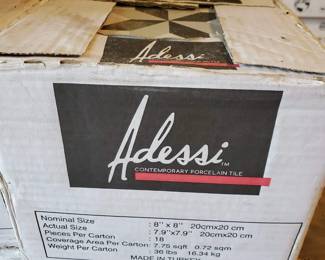 Adessi
Adessi™
CONTEMPORARY PORCELAIN TILE
Nominal Size : 8" x 8" 20cmx20 cm
Actual Size : 7.9"x7.9" 20cmx20 cm
Pieces Per Carton : 18
Coverage Area Per Carton: 7.75 sqft 0.72 sqm
Weight Per Carton : 36 lbs 16.34 kg
MADE IN TURKEY